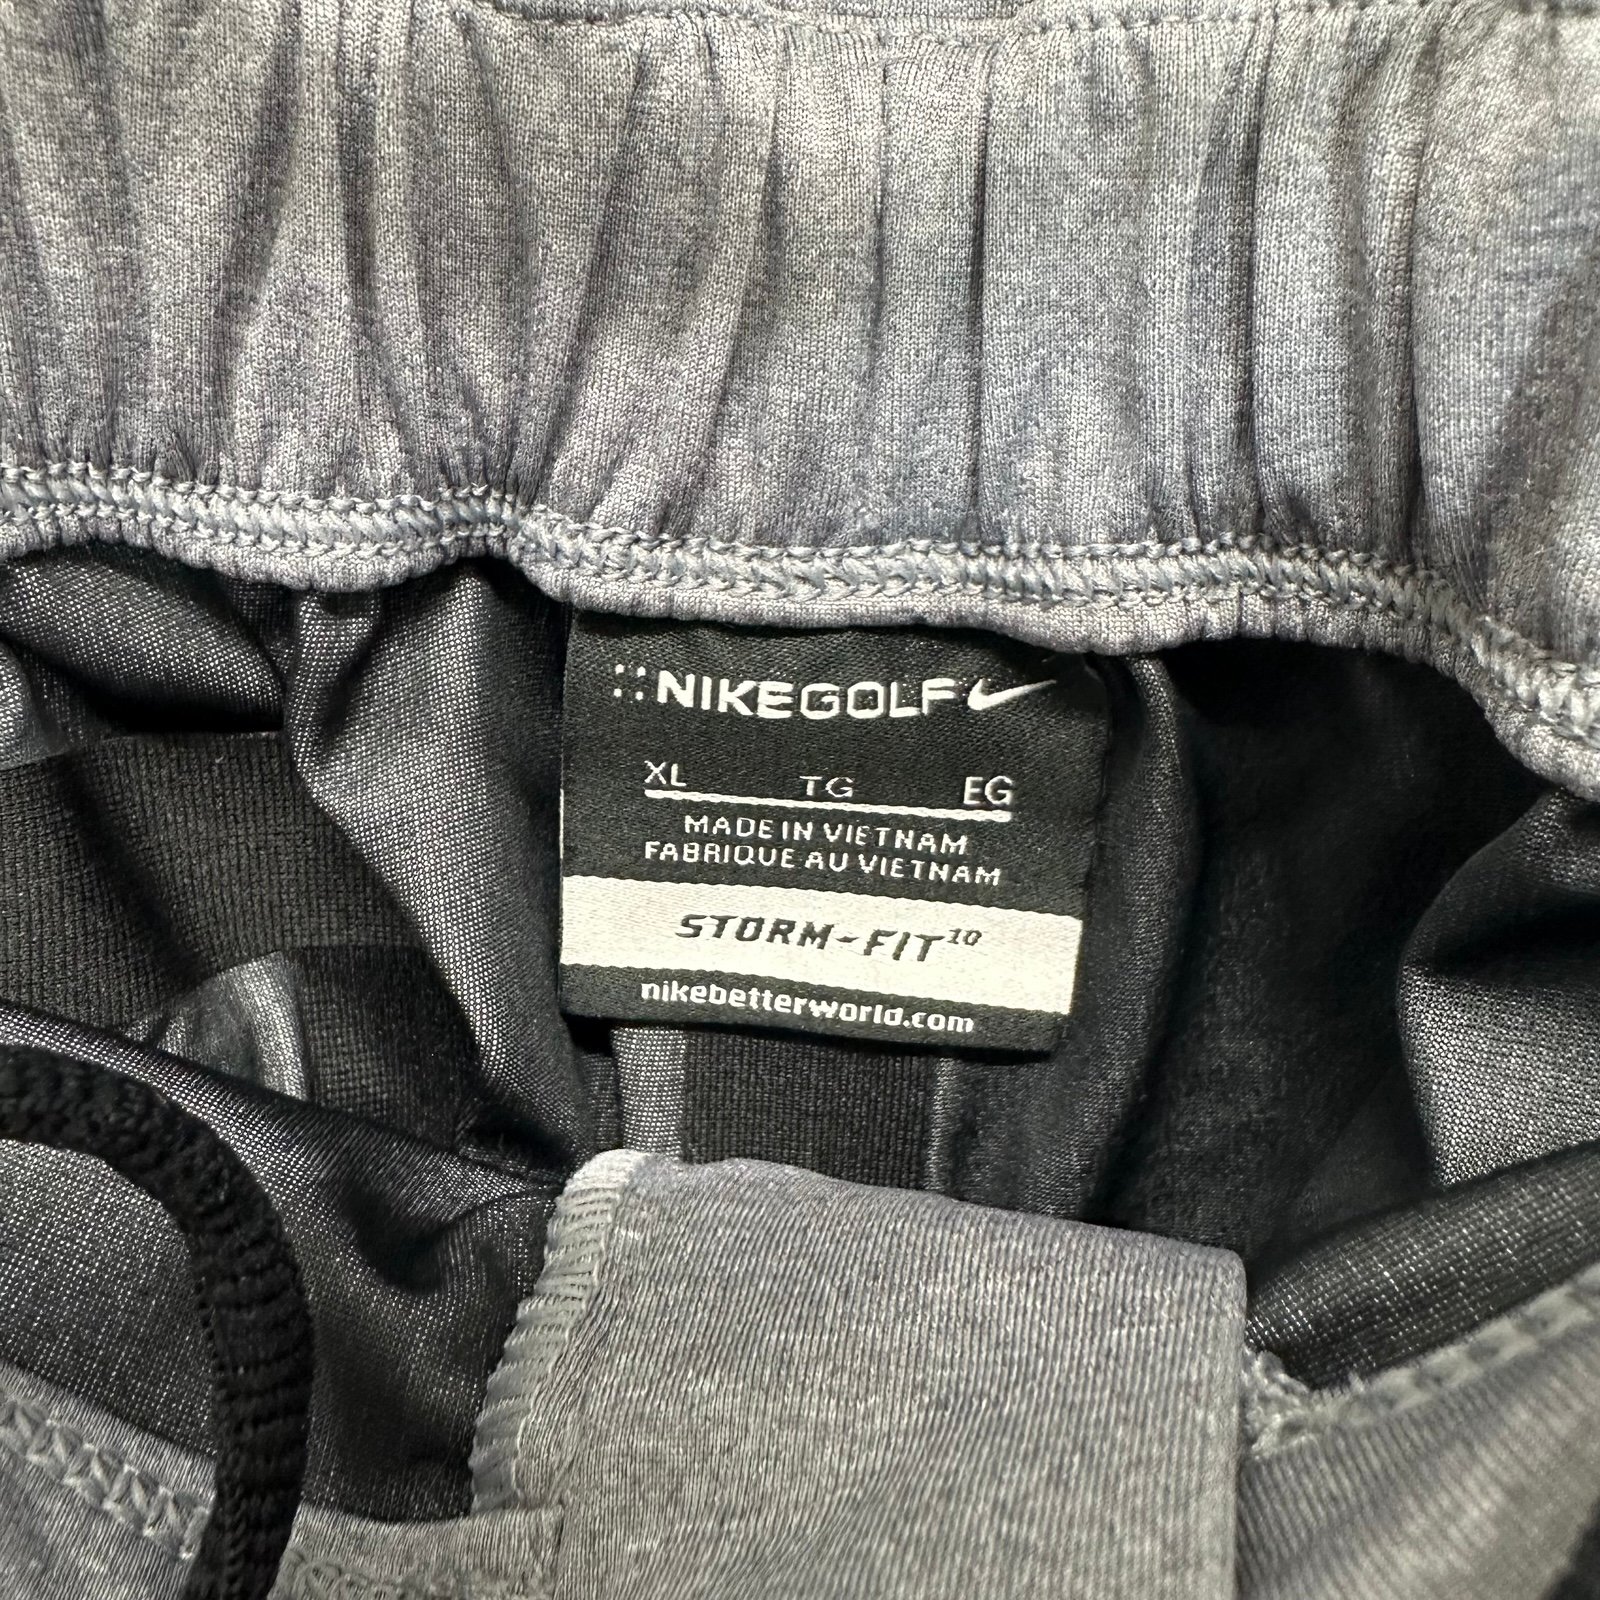 NIKEGOLF
XL TG EG
MADE IN VIETNAM
FABRIQUE AU VIETNAM
STORM-FIT10
nikebetterworld.com